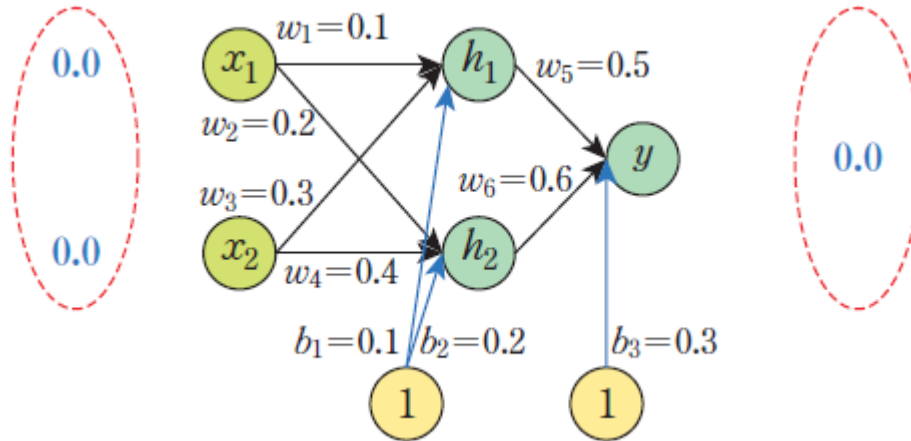 0.0
x₁
w₁=0.1
h₁
w₅=0.5
w₂=0.2
y
0.0
w₃=0.3
w₆=0.6
0.0
x₂
w₄=0.4
h₂
b₁=0.1
b₂=0.2
b₃=0.3
1
1